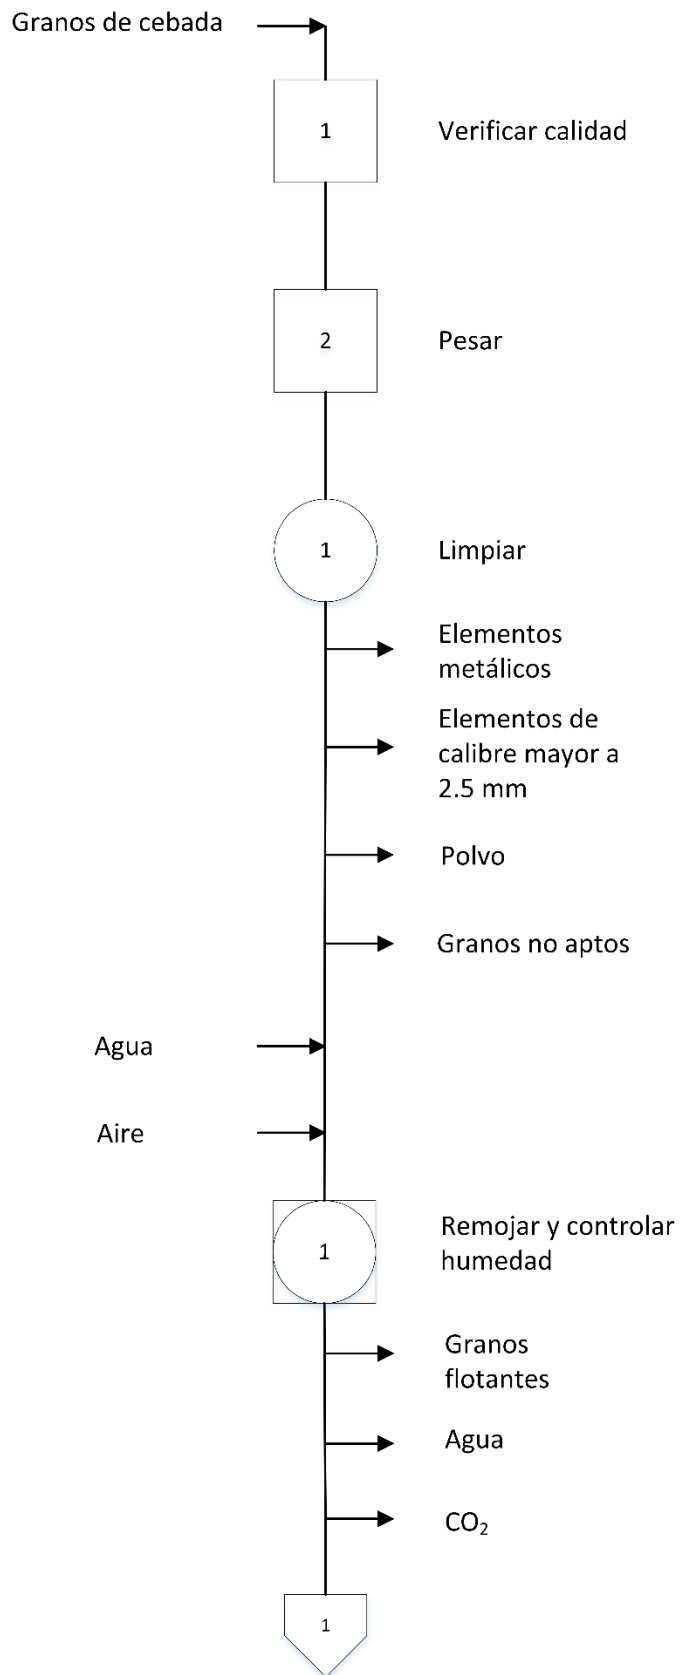 Granos de cebada
1
Verificar calidad
2
Pesar
1
Limpiar
Elementos
metálicos
Elementos de
calibre mayor a
2.5 mm
Polvo
Granos no aptos
Agua
Aire
1
Remojar y controlar
humedad
Granos
flotantes
Agua
CO₂
1